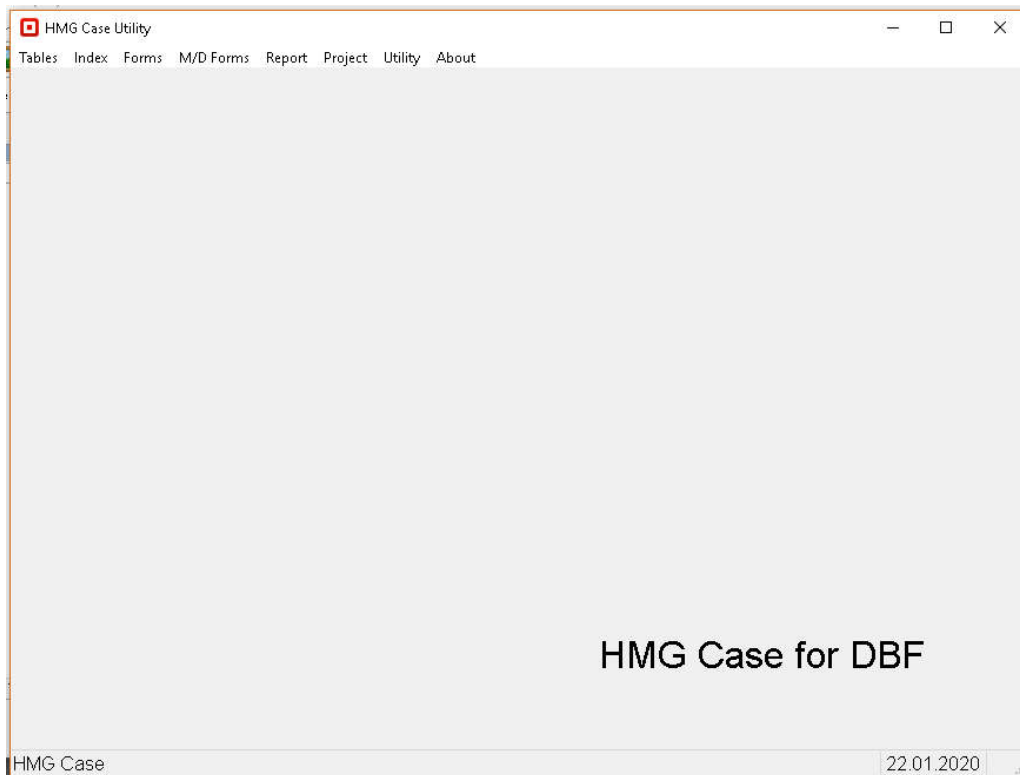 HMG Case Utility
Tables Index Forms M/D Forms Report Project Utility About
HMG Case for DBF
HMG Case 22.01.2020